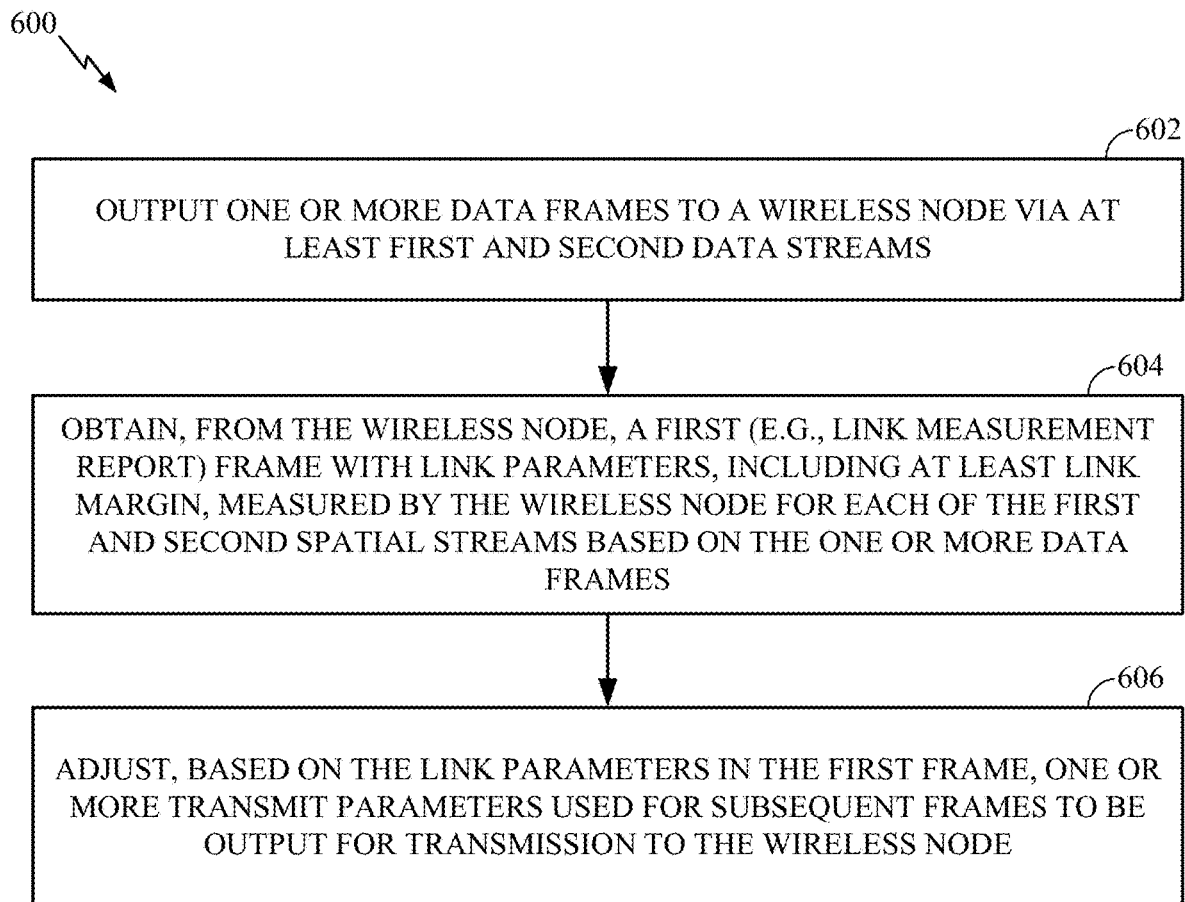 600
602
OUTPUT ONE OR MORE DATA FRAMES TO A WIRELESS NODE VIA AT
LEAST FIRST AND SECOND DATA STREAMS
604
OBTAIN, FROM THE WIRELESS NODE, A FIRST (E.G., LINK MEASUREMENT
REPORT) FRAME WITH LINK PARAMETERS, INCLUDING AT LEAST LINK
MARGIN, MEASURED BY THE WIRELESS NODE FOR EACH OF THE FIRST
AND SECOND SPATIAL STREAMS BASED ON THE ONE OR MORE DATA
FRAMES
606
ADJUST, BASED ON THE LINK PARAMETERS IN THE FIRST FRAME, ONE OR
MORE TRANSMIT PARAMETERS USED FOR SUBSEQUENT FRAMES TO BE
OUTPUT FOR TRANSMISSION TO THE WIRELESS NODE